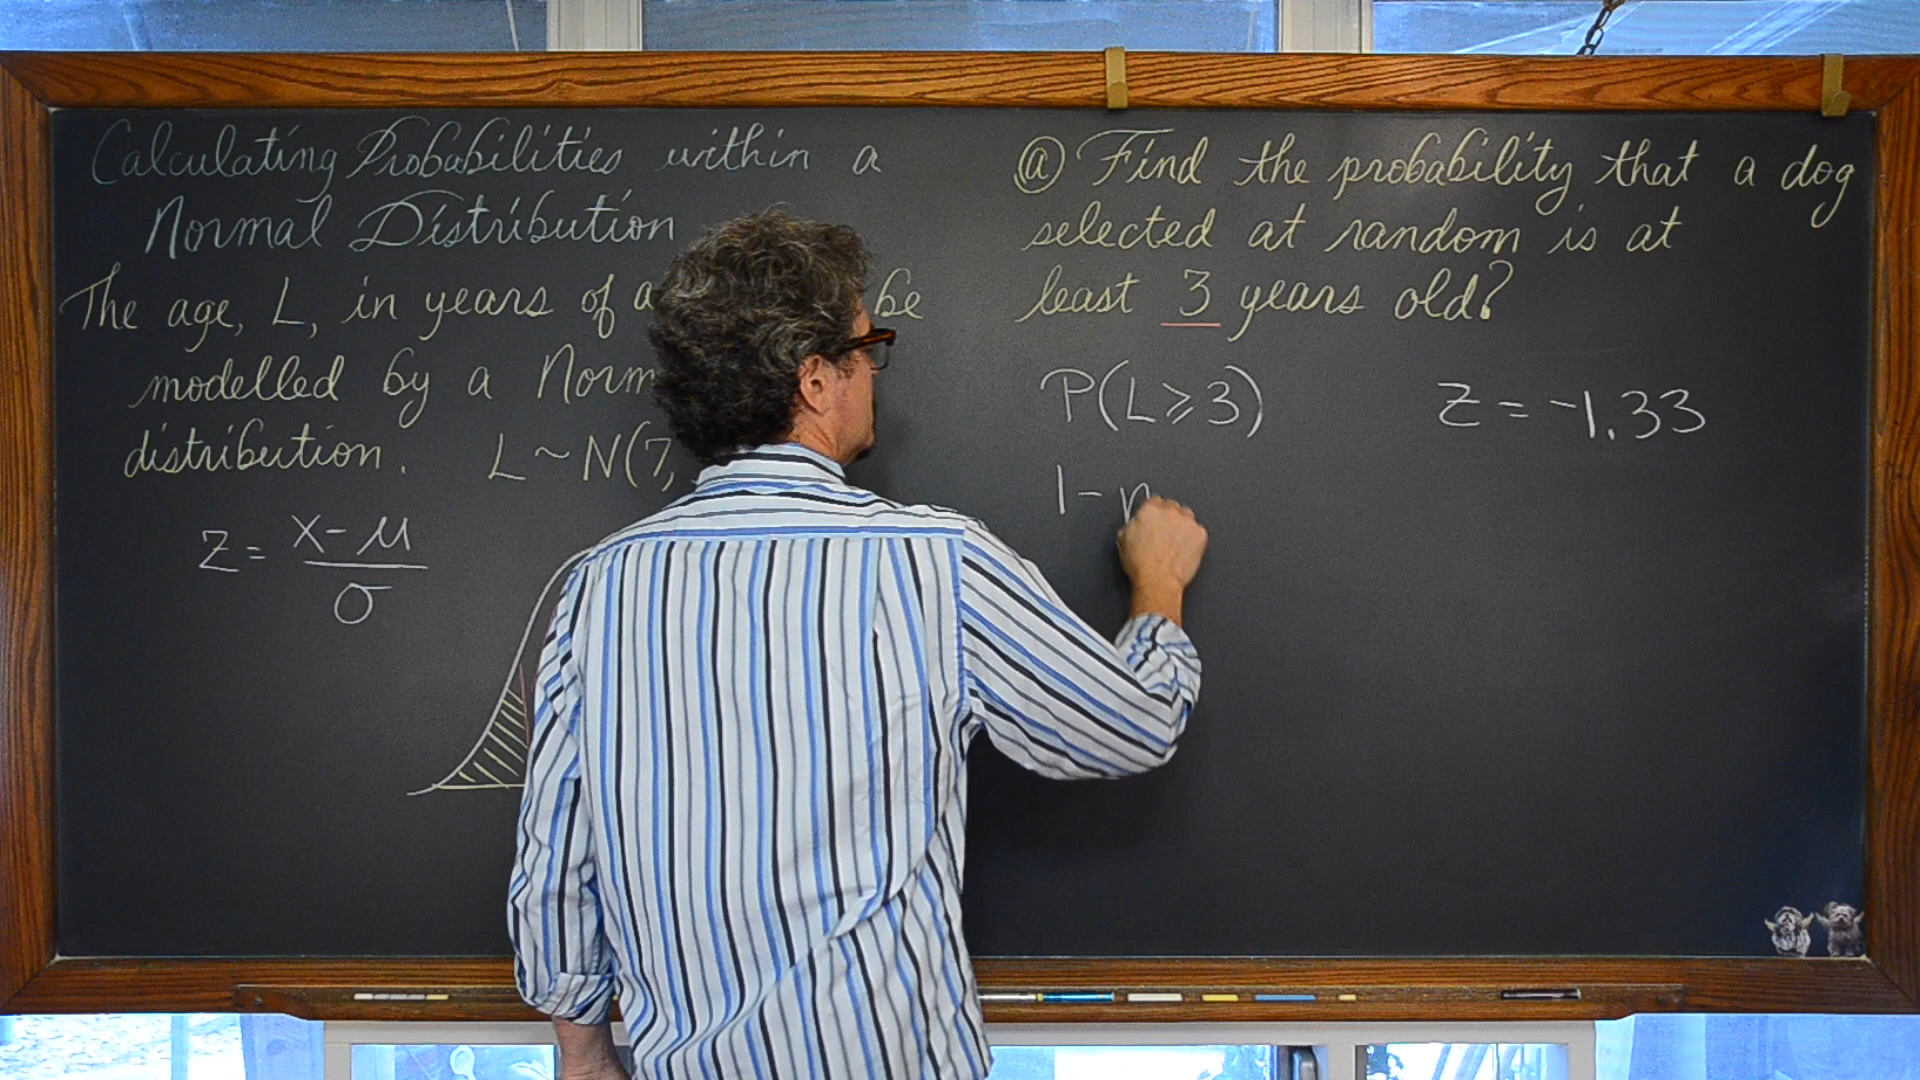 Calculating Probabilities within a
Normal Distribution
The age, L, in years of a be
modelled by a Norm
distribution. L ~ N(7,
z = x - μ / σ
ⓐ Find the probability that a dog
selected at random is at
least 3 years old?
P(L ⩾ 3) z = -1.33
1 -